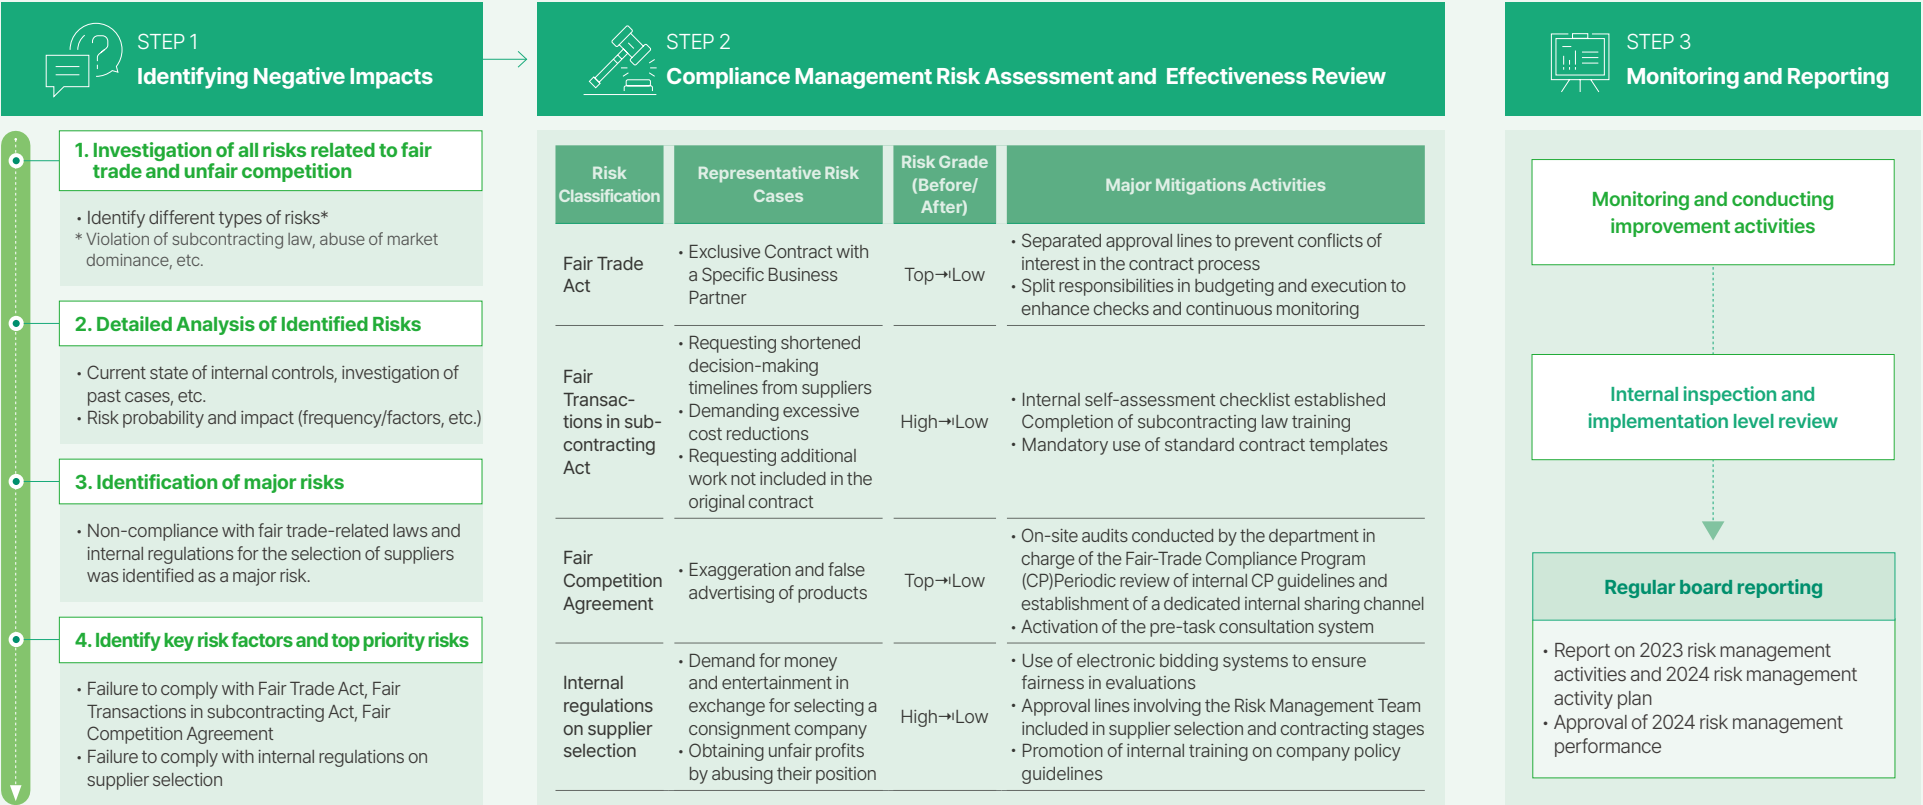 STEP 1
Identifying Negative Impacts
1. Investigation of all risks related to fair
trade and unfair competition
• Identify different types of risks*
* Violation of subcontracting law, abuse of market
dominance, etc.
2. Detailed Analysis of Identified Risks
• Current state of internal controls, investigation of
past cases, etc.
• Risk probability and impact (frequency/factors, etc.)
3. Identification of major risks
• Non-compliance with fair trade-related laws and
internal regulations for the selection of suppliers
was identified as a major risk.
4. Identify key risk factors and top priority risks
• Failure to comply with Fair Trade Act, Fair
Transactions in subcontracting Act, Fair
Competition Agreement
• Failure to comply with internal regulations on
supplier selection
STEP 2
Compliance Management Risk Assessment and Effectiveness Review
Risk
Classification
Representative Risk
Cases
Risk Grade
(Before/
After)
Major Mitigations Activities
Fair Trade
Act
• Exclusive Contract with
a Specific Business
Partner
Top→Low
• Separated approval lines to prevent conflicts of
interest in the contract process
• Split responsibilities in budgeting and execution to
enhance checks and continuous monitoring
Fair
Transac-
tions in sub-
contracting
Act
• Requesting shortened
decision-making
timelines from suppliers
• Demanding excessive
cost reductions
• Requesting additional
work not included in the
original contract
High→Low
• Internal self-assessment checklist established
Completion of subcontracting law training
• Mandatory use of standard contract templates
Fair
Competition
Agreement
• Exaggeration and false
advertising of products
Top→Low
• On-site audits conducted by the department in
charge of the Fair-Trade Compliance Program
(CP)Periodic review of internal CP guidelines and
establishment of a dedicated internal sharing channel
• Activation of the pre-task consultation system
Internal
regulations
on supplier
selection
• Demand for money
and entertainment in
exchange for selecting a
consignment company
• Obtaining unfair profits
by abusing their position
High→Low
• Use of electronic bidding systems to ensure
fairness in evaluations
• Approval lines involving the Risk Management Team
included in supplier selection and contracting stages
• Promotion of internal training on company policy
guidelines
STEP 3
Monitoring and Reporting
Monitoring and conducting
improvement activities
Internal inspection and
implementation level review
Regular board reporting
• Report on 2023 risk management
activities and 2024 risk management
activity plan
• Approval of 2024 risk management
performance